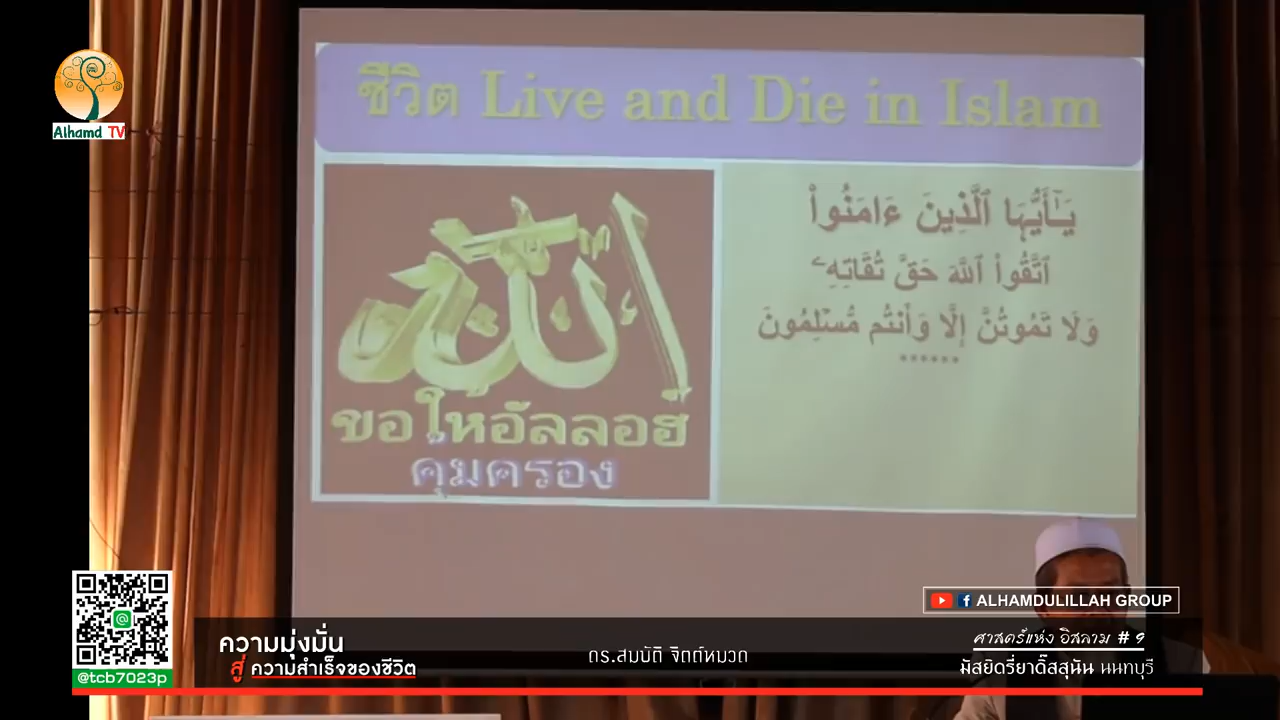 Alhamd TV
ชีวิต Live and Die in Islam
يَـٰٓأَيُّهَا ٱلَّذِينَ ءَامَنُوا۟
ٱتَّقُوا۟ ٱللَّهَ حَقَّ تُقَاتِهِۦ
وَلَا تَمُوتُنَّ إِلَّا وَأَنتُم مُّسْلِمُونَ
******
الله
ขอให้อัลลอฮ์
คุ้มครอง
ALHAMDULILLAH GROUP
ความมุ่งมั่น
สู่ ความสำเร็จของชีวิต
ดร.สมบัติ จิตต์หมวด
ศาสตร์แห่ง อิสลาม # 9
มัสยิดรี่ยาดิ๊สสุนัน นนทบุรี
@tcb7023p